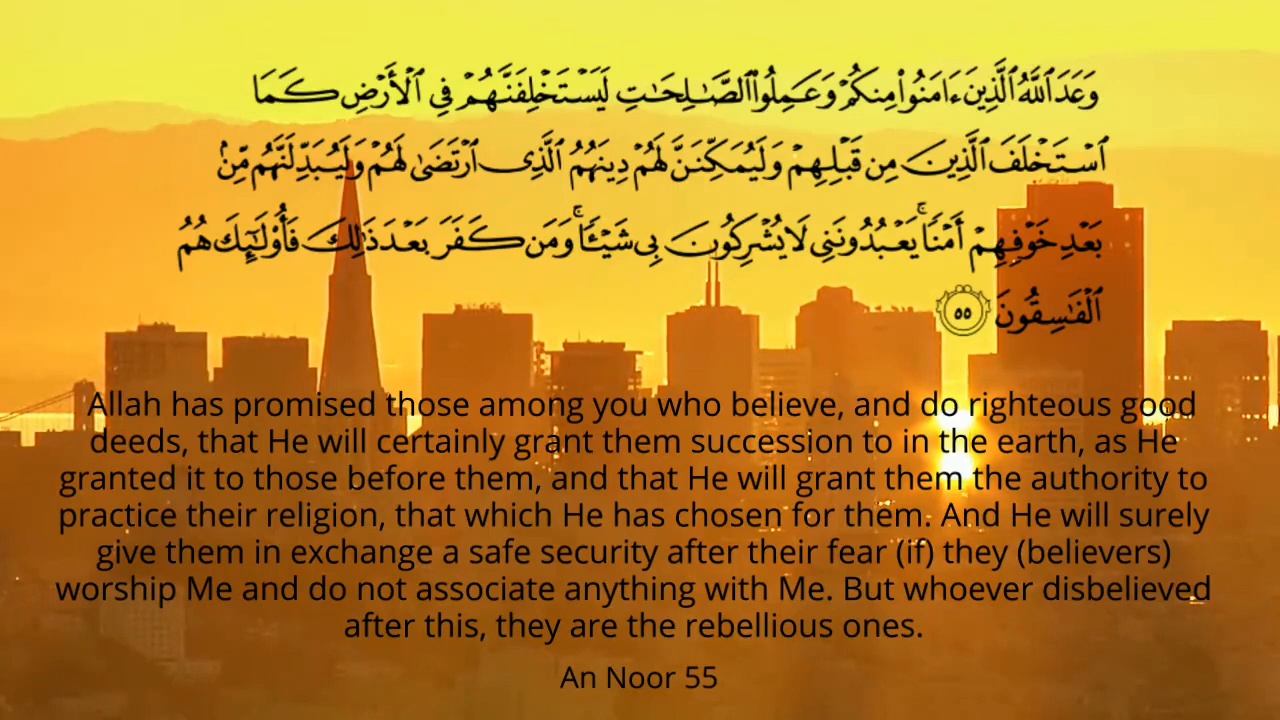 وَعَدَ ٱللَّهُ ٱلَّذِينَ ءَامَنُوا۟ مِنكُمْ وَعَمِلُوا۟ ٱلصَّـٰلِحَـٰتِ لَيَسْتَخْلِفَنَّهُمْ فِى ٱلْأَرْضِ كَمَا
ٱسْتَخْلَفَ ٱلَّذِينَ مِن قَبْلِهِمْ وَلَيُمَكِّنَنَّ لَهُمْ دِينَهُمُ ٱلَّذِى ٱرْتَضَىٰ لَهُمْ وَلَيُبَدِّلَنَّهُم مِّنۢ
بَعْدِ خَوْفِهِمْ أَمْنًا ۚ يَعْبُدُونَنِى لَا يُشْرِكُونَ بِى شَيْـًٔا ۚ وَمَن كَفَرَ بَعْدَ ذَٰلِكَ فَأُو۟لَـٰٓئِكَ هُمُ
ٱلْفَـٰسِقُونَ ٥٥
Allah has promised those among you who believe, and do righteous good
deeds, that He will certainly grant them succession to in the earth, as He
granted it to those before them, and that He will grant them the authority to
practice their religion, that which He has chosen for them. And He will surely
give them in exchange a safe security after their fear (if) they (believers)
worship Me and do not associate anything with Me. But whoever disbelieved
after this, they are the rebellious ones.
An Noor 55